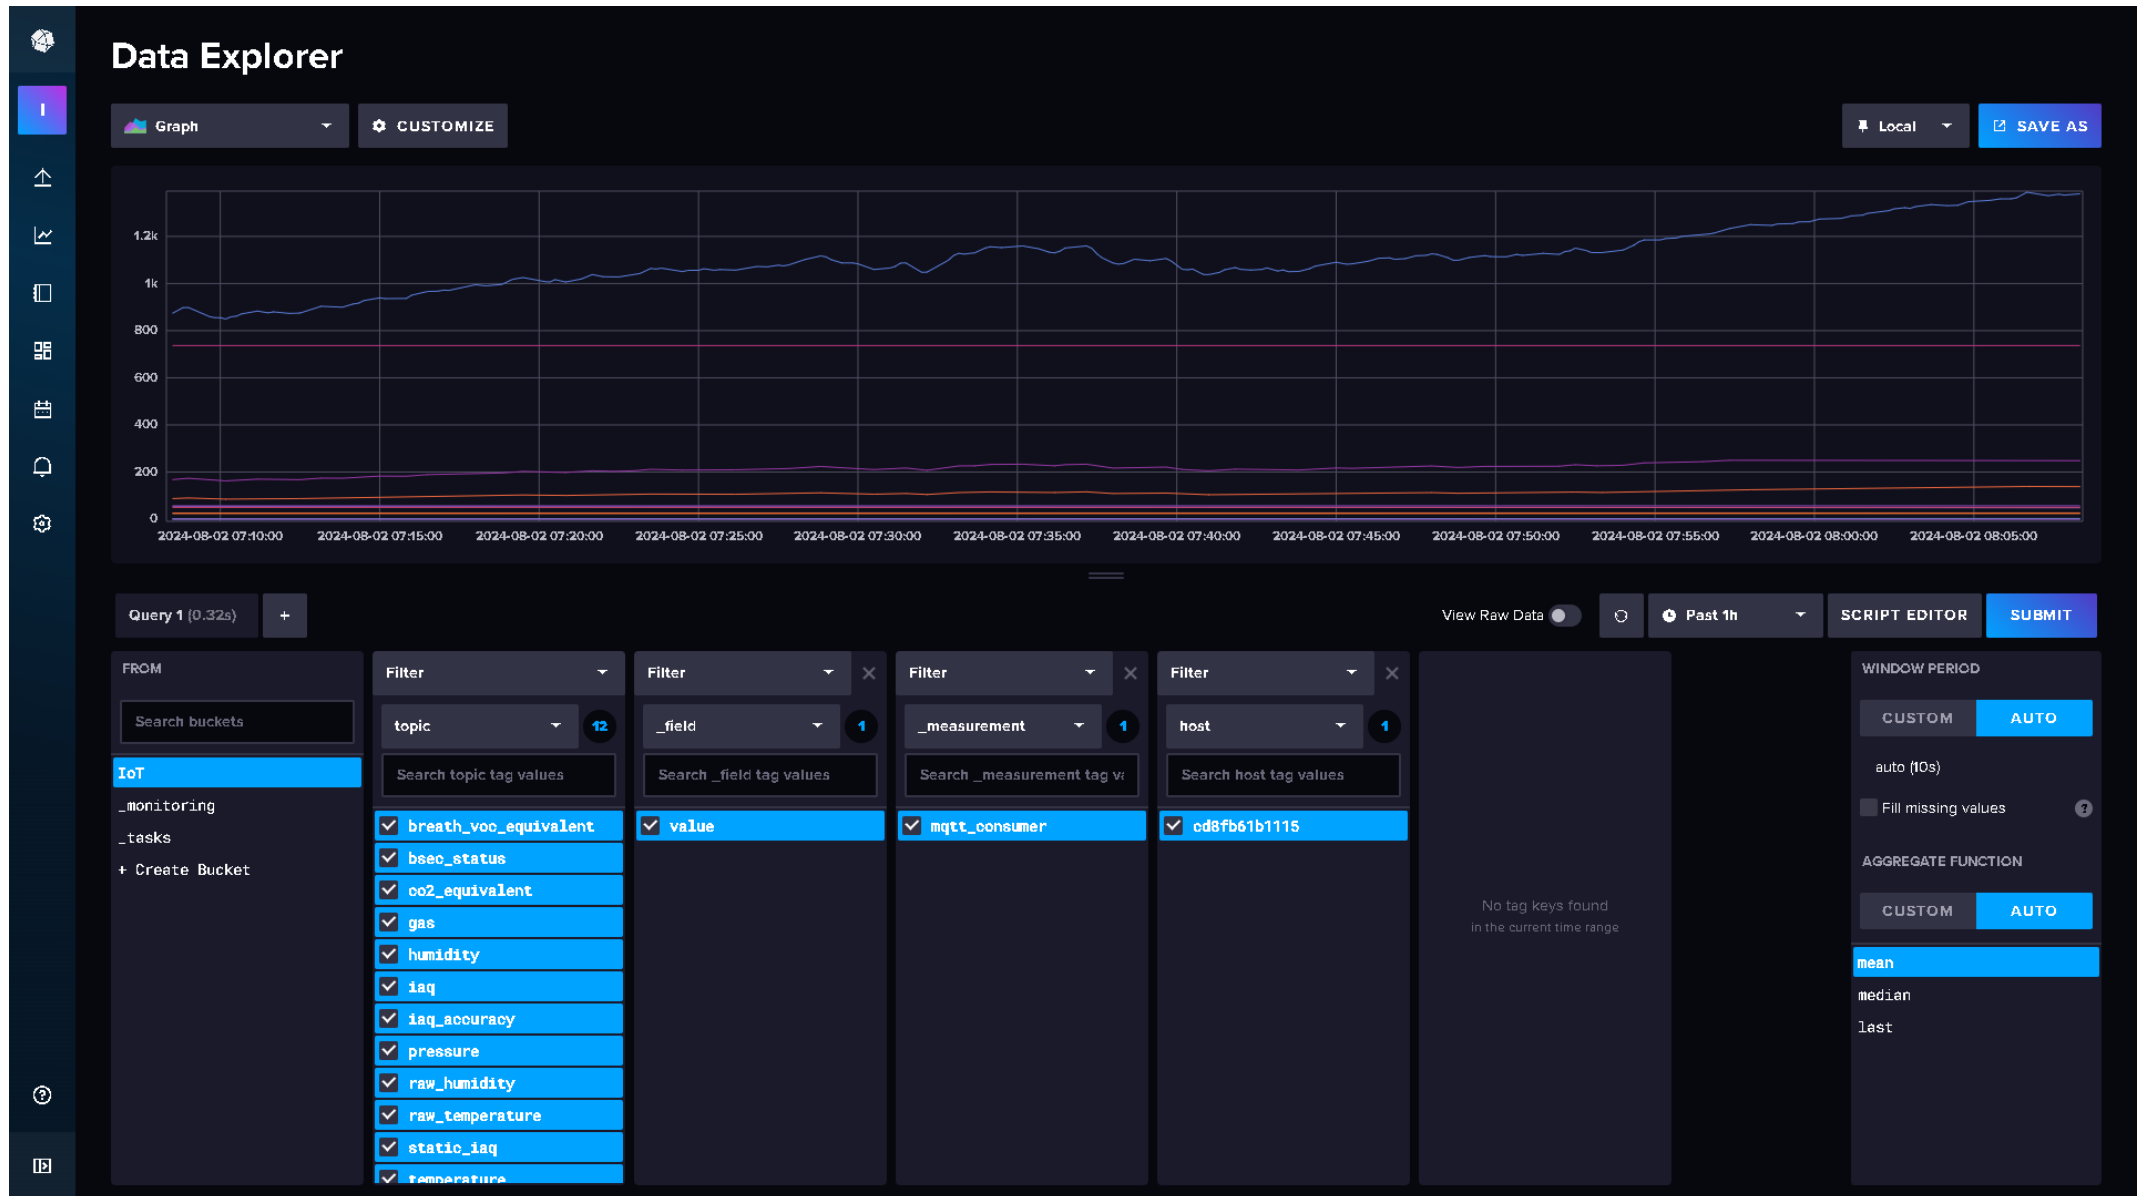 Data Explorer
I
Graph
CUSTOMIZE
Local
SAVE AS
1.2k
1k
800
600
400
200
0
2024-08-02 07:10:00 2024-08-02 07:15:00 2024-08-02 07:20:00 2024-08-02 07:25:00 2024-08-02 07:30:00 2024-08-02 07:35:00 2024-08-02 07:40:00 2024-08-02 07:45:00 2024-08-02 07:50:00 2024-08-02 07:55:00 2024-08-02 08:00:00 2024-08-02 08:05:00
Query 1 (0.32s)
+
View Raw Data
Past 1h
SCRIPT EDITOR
SUBMIT
FROM
Search buckets
IoT
_monitoring
_tasks
+ Create Bucket
Filter
topic
12
Search topic tag values
breath_voc_equivalent
bsec_status
co2_equivalent
gas
humidity
iaq
iaq_accuracy
pressure
raw_humidity
raw_temperature
static_iaq
temperature
Filter
_field
1
Search _field tag values
value
Filter
_measurement
1
Search _measurement tag va
mqtt_consumer
Filter
host
1
Search host tag values
cd8fb61b1115
No tag keys found
in the current time range
WINDOW PERIOD
CUSTOM
AUTO
auto (10s)
Fill missing values
?
AGGREGATE FUNCTION
CUSTOM
AUTO
mean
median
last